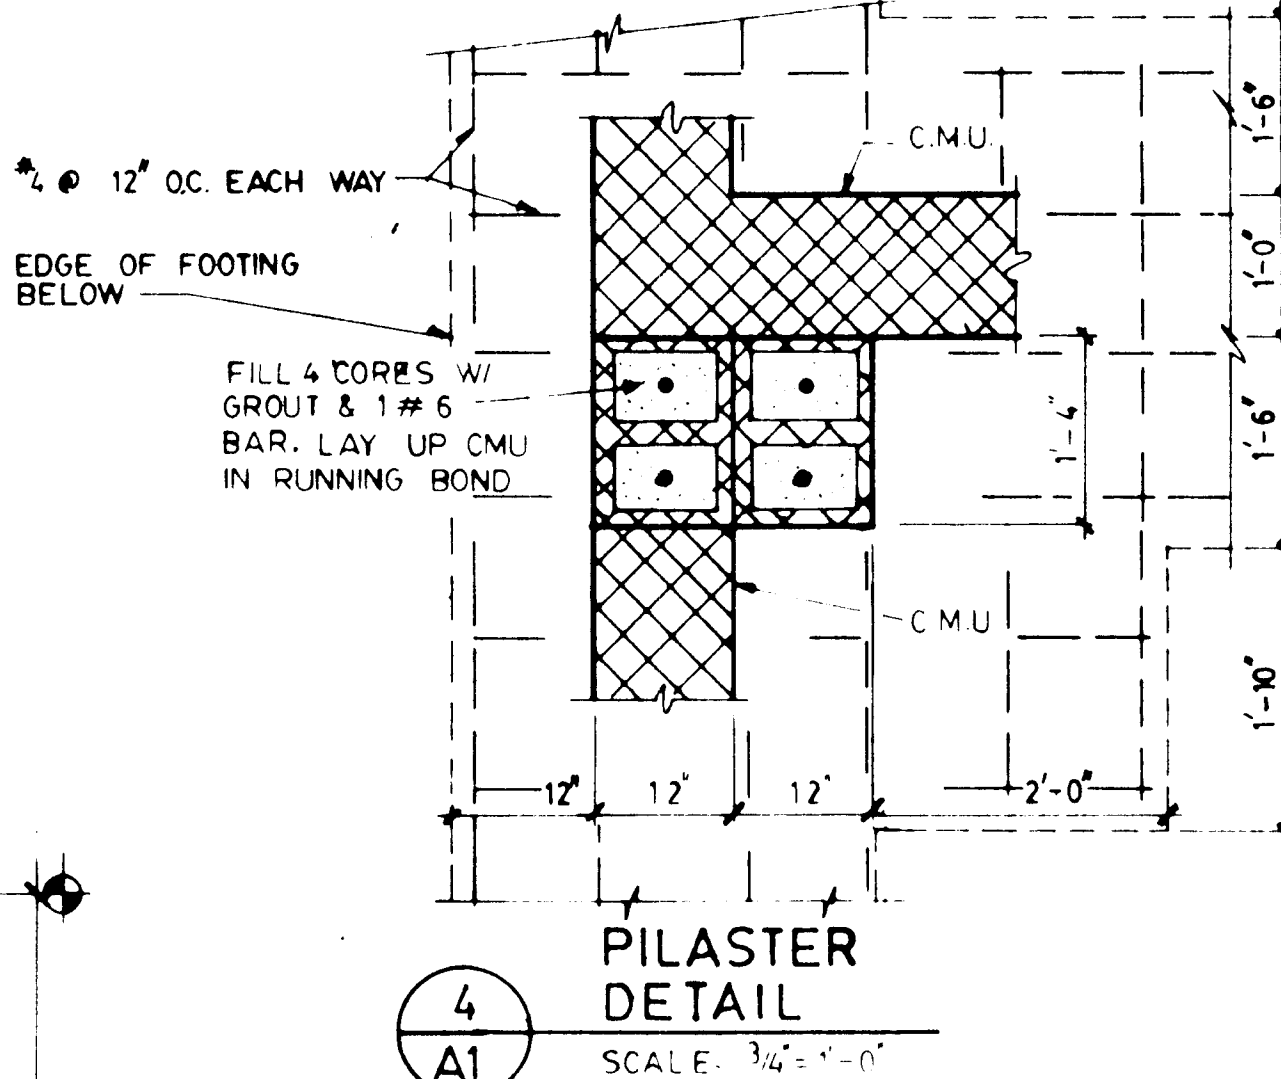 #4 @ 12" O.C. EACH WAY
EDGE OF FOOTING
BELOW
FILL 4 CORES W/
GROUT & 1 # 6
BAR. LAY UP CMU
IN RUNNING BOND
C.M.U.
C.M.U
1'-6"
1'-0"
1'-6"
1'-4"
1'-10"
12"
12"
12"
2'-0"
PILASTER
DETAIL
4
A1
SCALE. 3/4" = 1'-0"